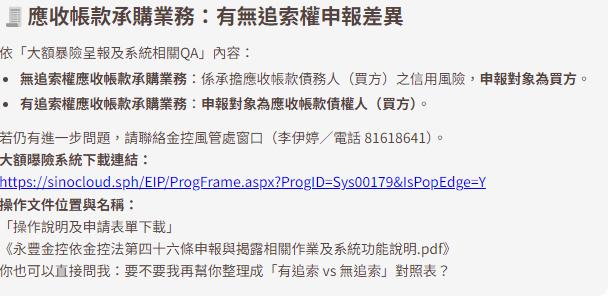 應收帳款承購業務：有無追索權申報差異
依「大額暴險呈報及系統相關QA」內容：
• 無追索權應收帳款承購業務：係承擔應收帳款債務人（買方）之信用風險，申報對象為買方。
• 有追索權應收帳款承購業務：申報對象為應收帳款債權人（買方）。
若仍有進一步問題，請聯絡金控風管處窗口（李伊婷／電話 81618641）。
大額曝險系統下載連結：
https://sinocloud.sph/EIP/ProgFrame.aspx?ProgID=Sys00179&IsPopEdge=Y
操作文件位置與名稱：
「操作說明及申請表單下載」
《永豐金控依金控法第四十六條申報與揭露相關作業及系統功能說明.pdf》
你也可以直接問我：要不要我再幫你整理成「有追索 vs 無追索」對照表？